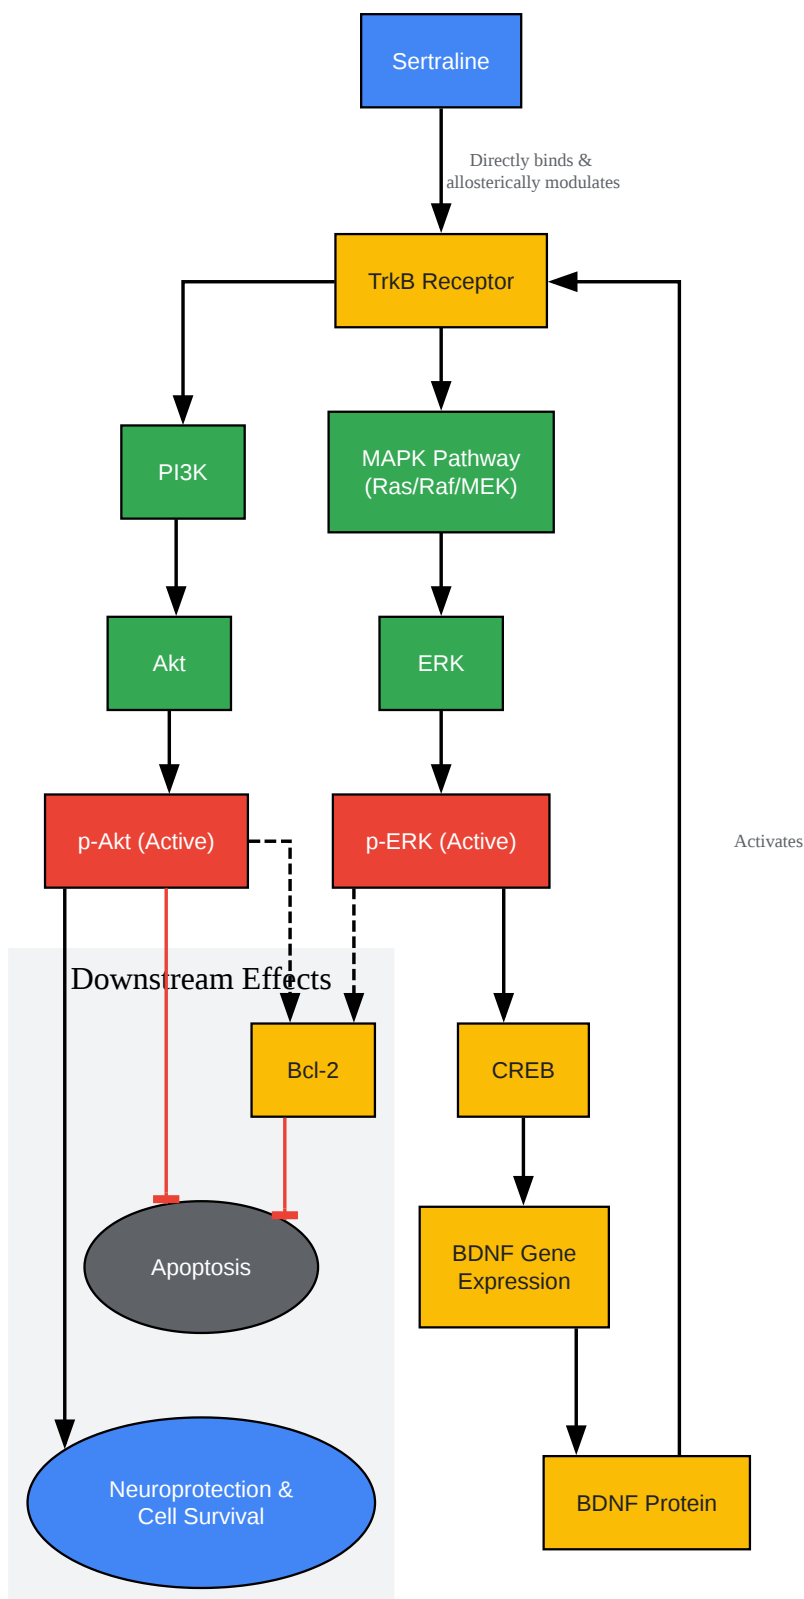 Sertraline
Directly binds &
allosterically modulates
TrkB Receptor
PI3K
MAPK Pathway
(Ras/Raf/MEK)
Akt
ERK
p-Akt (Active)
p-ERK (Active)
Activates
Downstream Effects
Bcl-2
CREB
Apoptosis
BDNF Gene
Expression
Neuroprotection &
Cell Survival
BDNF Protein